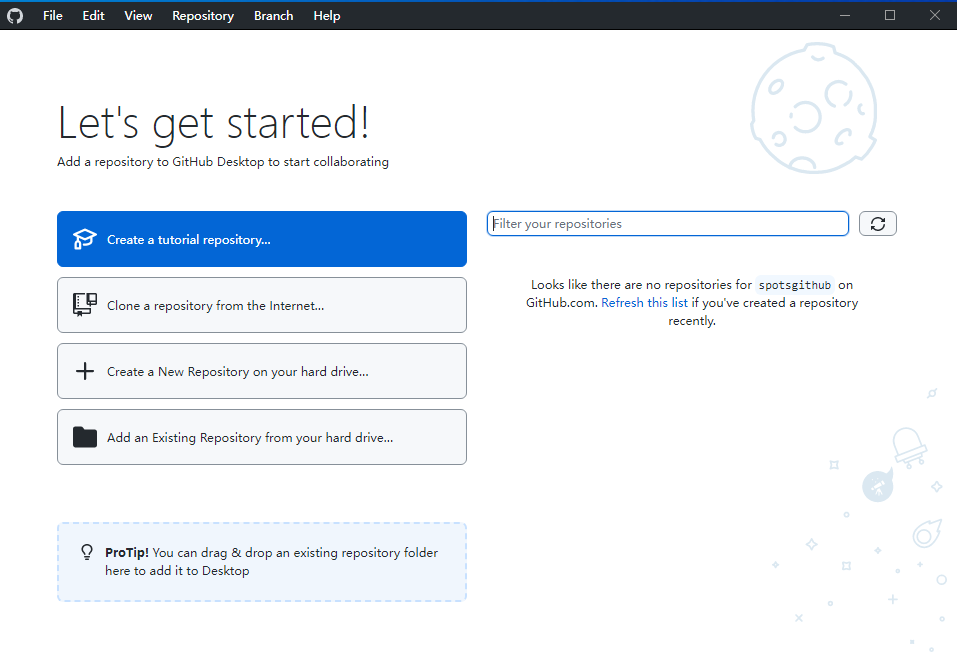 File Edit View Repository Branch Help
Let's get started!
Add a repository to GitHub Desktop to start collaborating
Create a tutorial repository...
Clone a repository from the Internet...
Create a New Repository on your hard drive...
Add an Existing Repository from your hard drive...
ProTip! You can drag & drop an existing repository folder
here to add it to Desktop
Filter your repositories
Looks like there are no repositories for spotsgithub on
GitHub.com. Refresh this list if you've created a repository
recently.